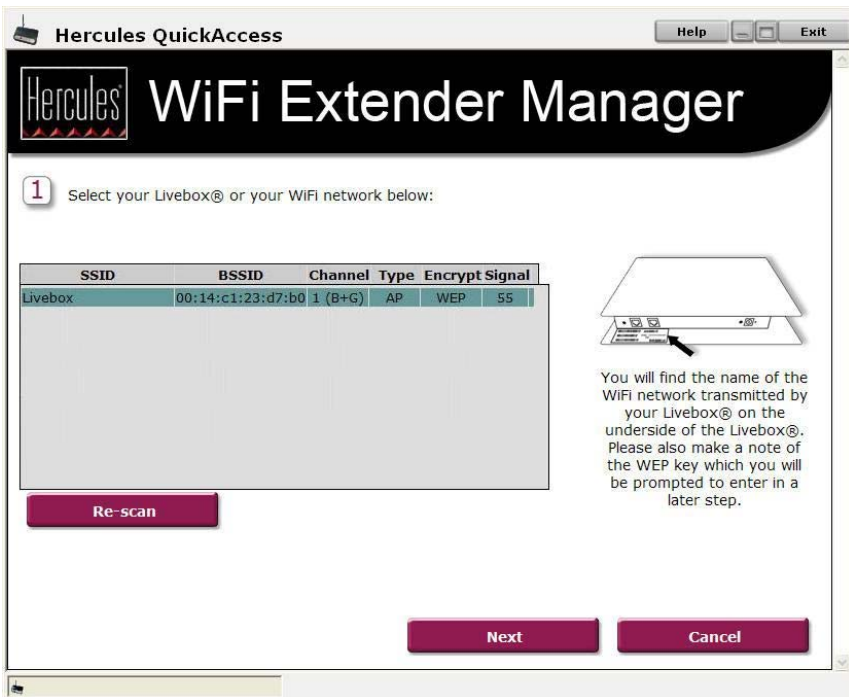 Hercules QuickAccess
Help
Exit
Hercules
WiFi Extender Manager
1 Select your Livebox® or your WiFi network below:
SSID BSSID Channel Type Encrypt Signal
Livebox 00:14:c1:23:d7:b0 1 (B+G) AP WEP 55
You will find the name of the
WiFi network transmitted by
your Livebox® on the
underside of the Livebox®.
Please also make a note of
the WEP key which you will
be prompted to enter in a
later step.
Re-scan
Next
Cancel